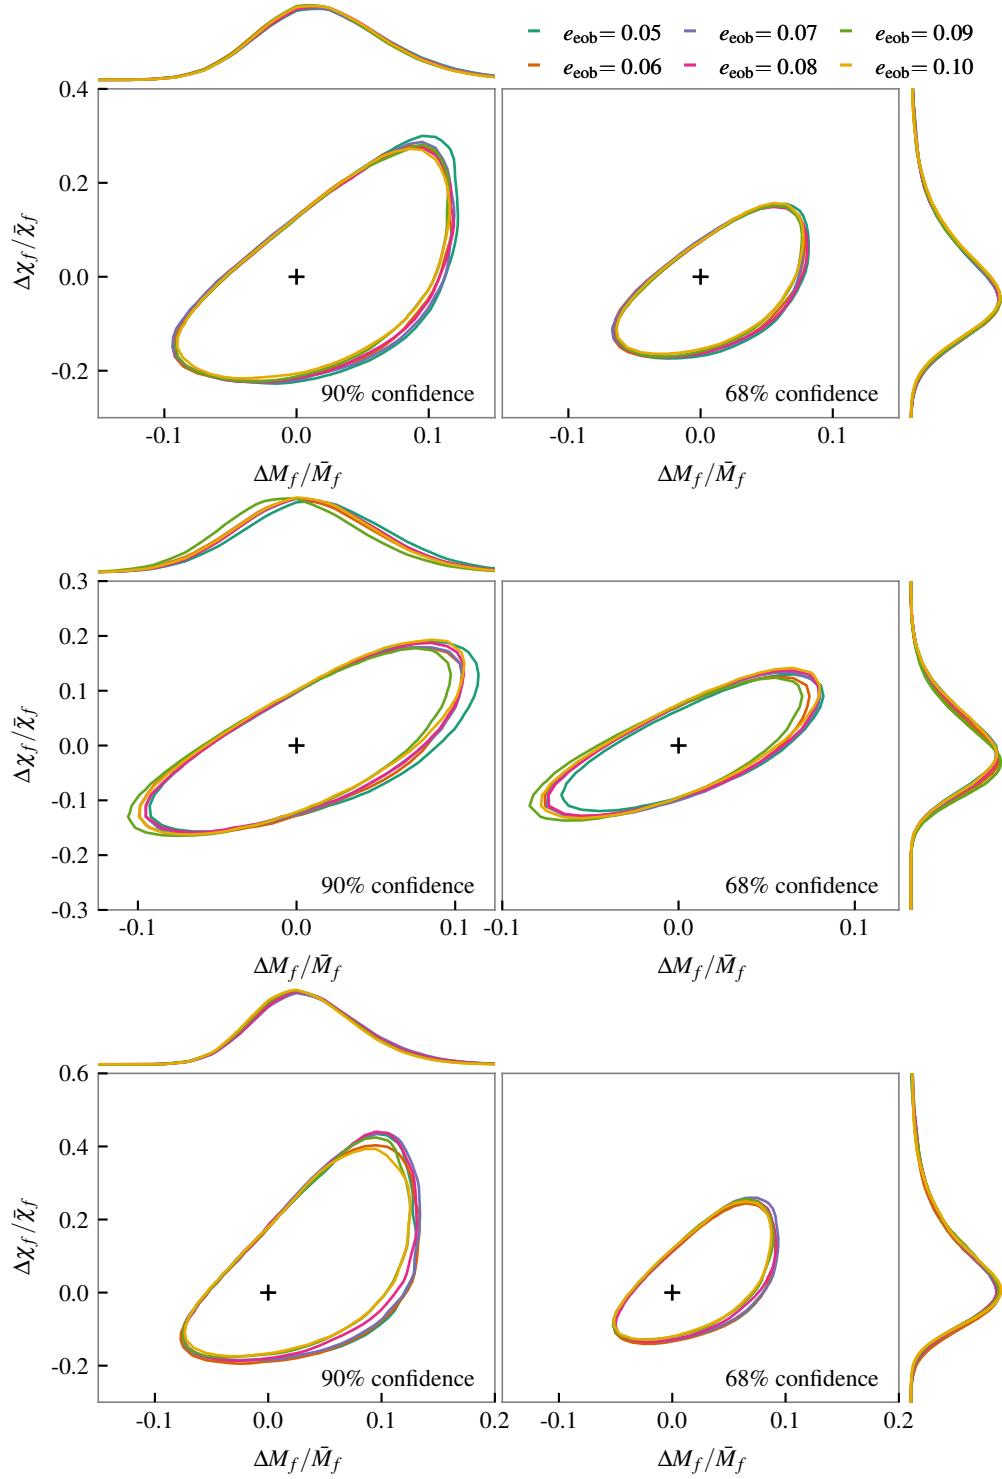 e_eob = 0.05 e_eob = 0.07 e_eob = 0.09
e_eob = 0.06 e_eob = 0.08 e_eob = 0.10
0.4
0.2
0.0
-0.2
Δχ_f/χ̄_f
90% confidence 68% confidence
-0.1 0.0 0.1 -0.1 0.0 0.1
ΔM_f/M̄_f ΔM_f/M̄_f
0.3
0.2
0.1
0.0
-0.1
-0.2
-0.3
Δχ_f/χ̄_f
90% confidence 68% confidence
-0.1 0.0 0.1 -0.1 0.0 0.1
ΔM_f/M̄_f ΔM_f/M̄_f
0.6
0.4
0.2
0.0
-0.2
Δχ_f/χ̄_f
90% confidence 68% confidence
-0.1 0.0 0.1 0.2 -0.1 0.0 0.1 0.2
ΔM_f/M̄_f ΔM_f/M̄_f